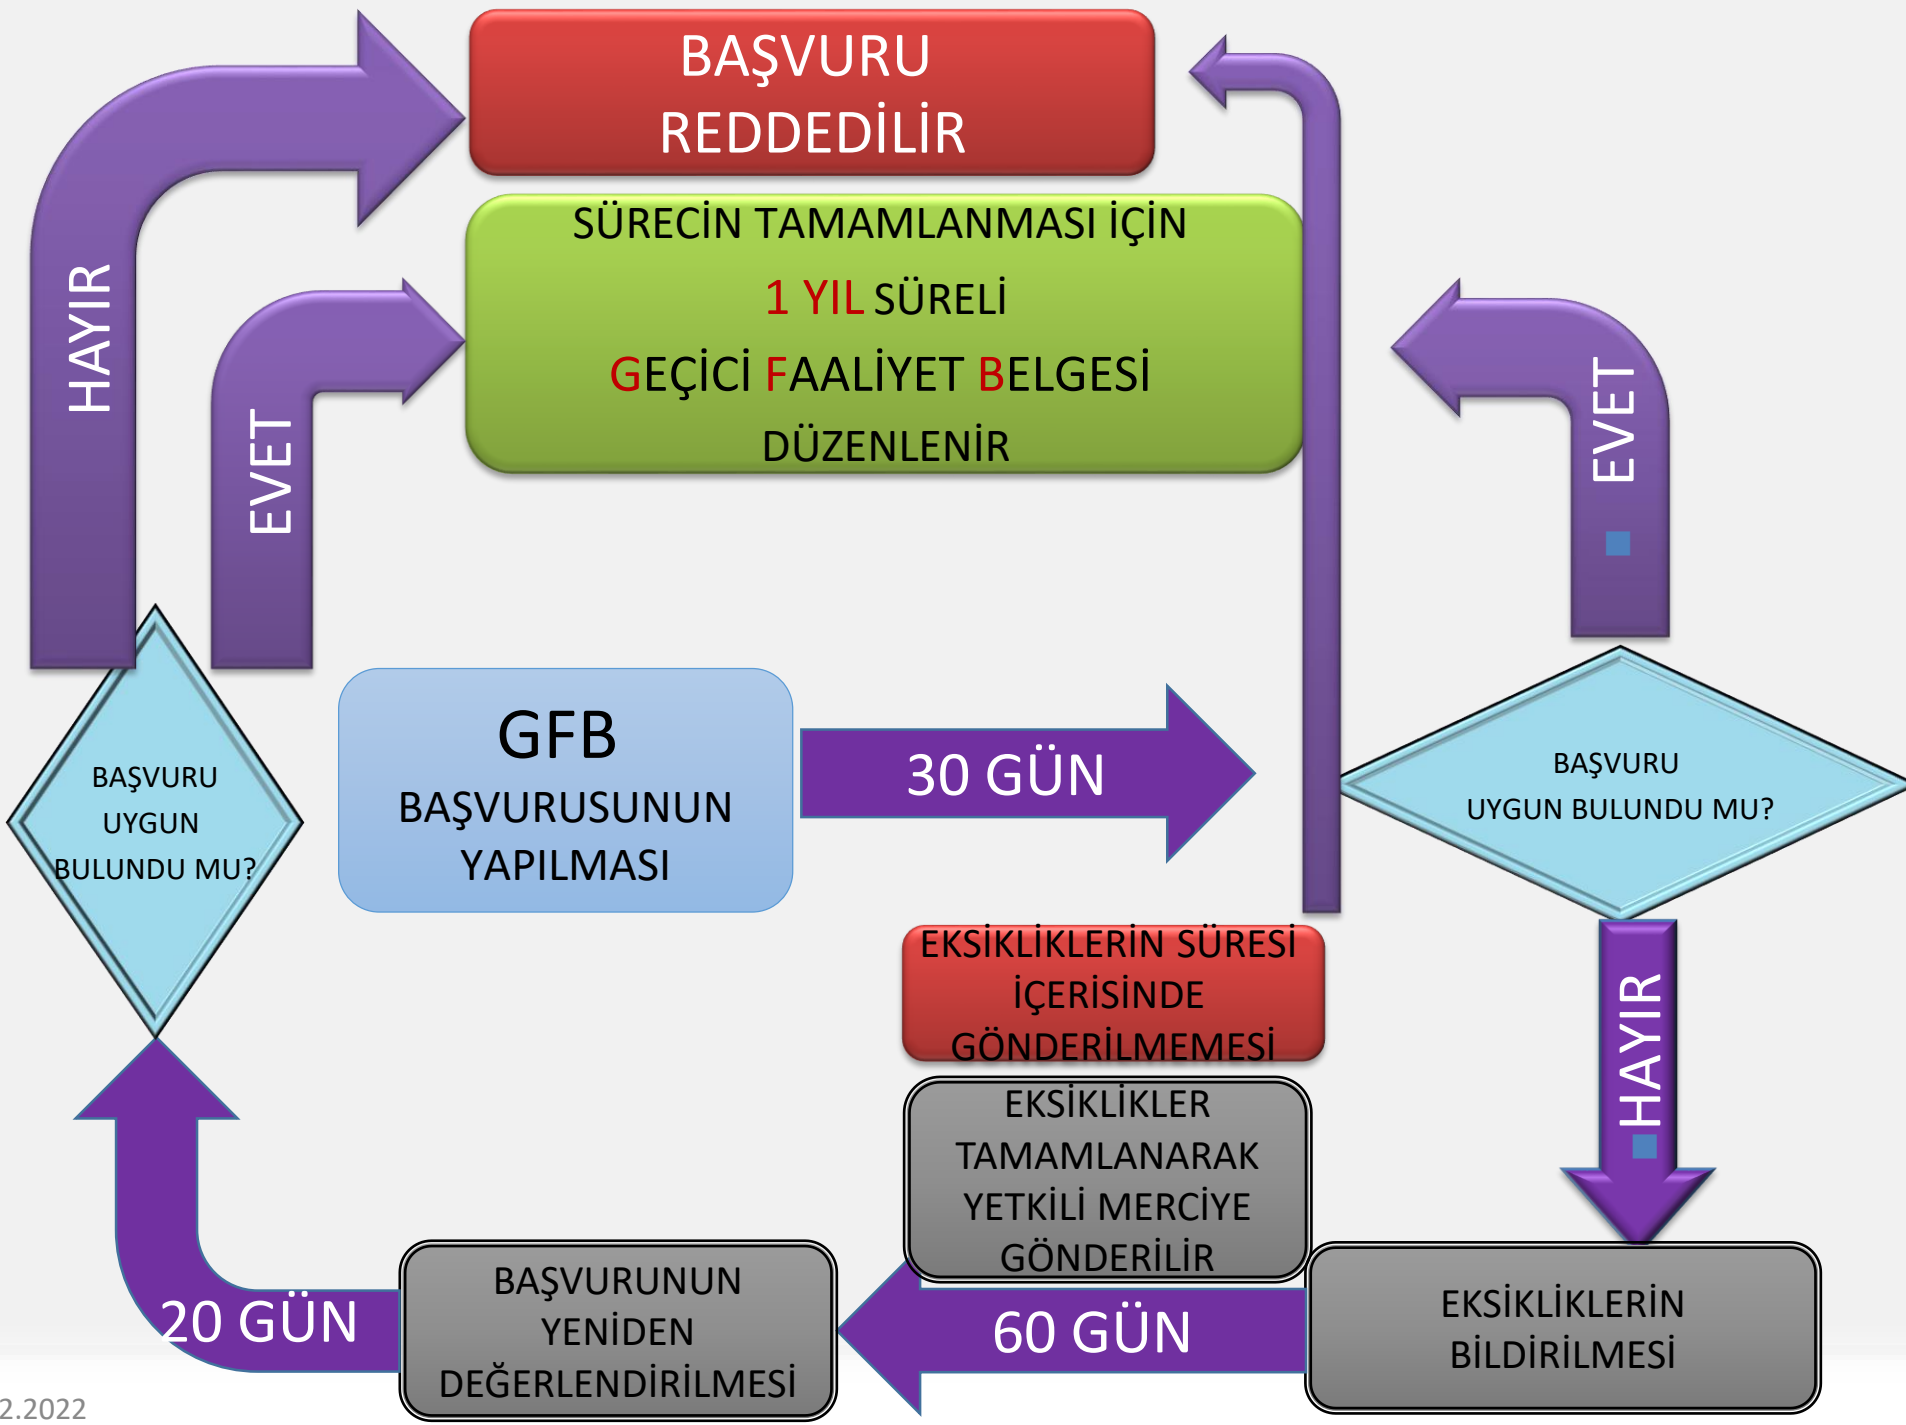 BAŞVURU
REDDEDİLİR
SÜRECİN TAMAMLANMASI İÇİN
1 YIL SÜRELİ
GEÇİCİ FAALİYET BELGESİ
DÜZENLENİR
HAYIR
EVET
EVET
BAŞVURU
UYGUN
BULUNDU MU?
GFB
BAŞVURUSUNUN
YAPILMASI
30 GÜN
BAŞVURU
UYGUN BULUNDU MU?
HAYIR
EKSİKLİKLERİN SÜRESİ
İÇERİSİNDE
GÖNDERİLMEMESİ
EKSİKLİKLER
TAMAMLANARAK
YETKİLİ MERCİYE
GÖNDERİLİR
EKSİKLİKLERİN
BİLDİRİLMESİ
60 GÜN
BAŞVURUNUN
YENİDEN
DEĞERLENDİRİLMESİ
20 GÜN
2.2022